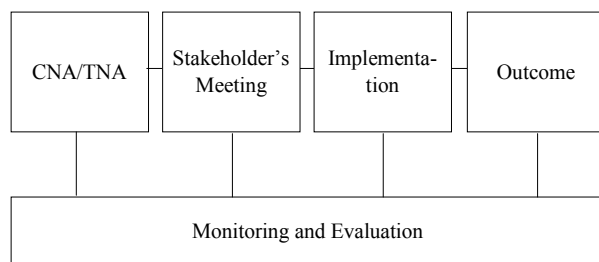 CNA/TNA
Stakeholder’s
Meeting
Implementa-
tion
Outcome
Monitoring and Evaluation